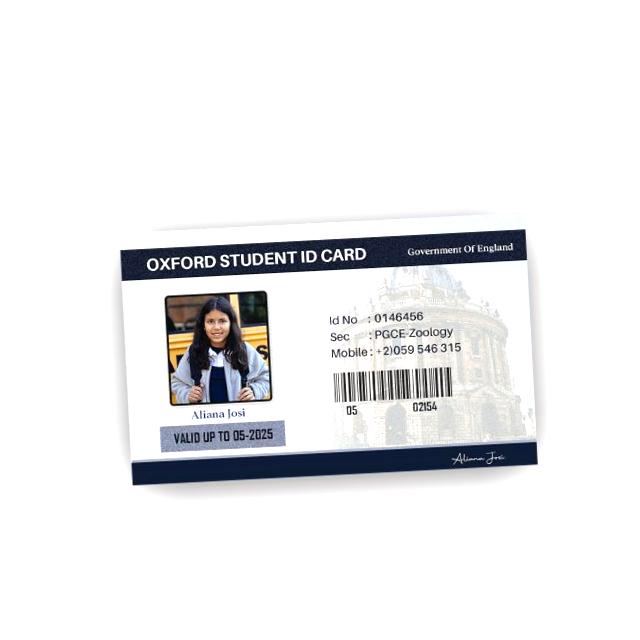 OXFORD STUDENT ID CARD
Government Of England
Id No : 0146456
Sec : PGCE-Zoology
Mobile : +2)059 546 315
05 02154
Aliana Josi
VALID UP TO 05-2025
Aliana Josi